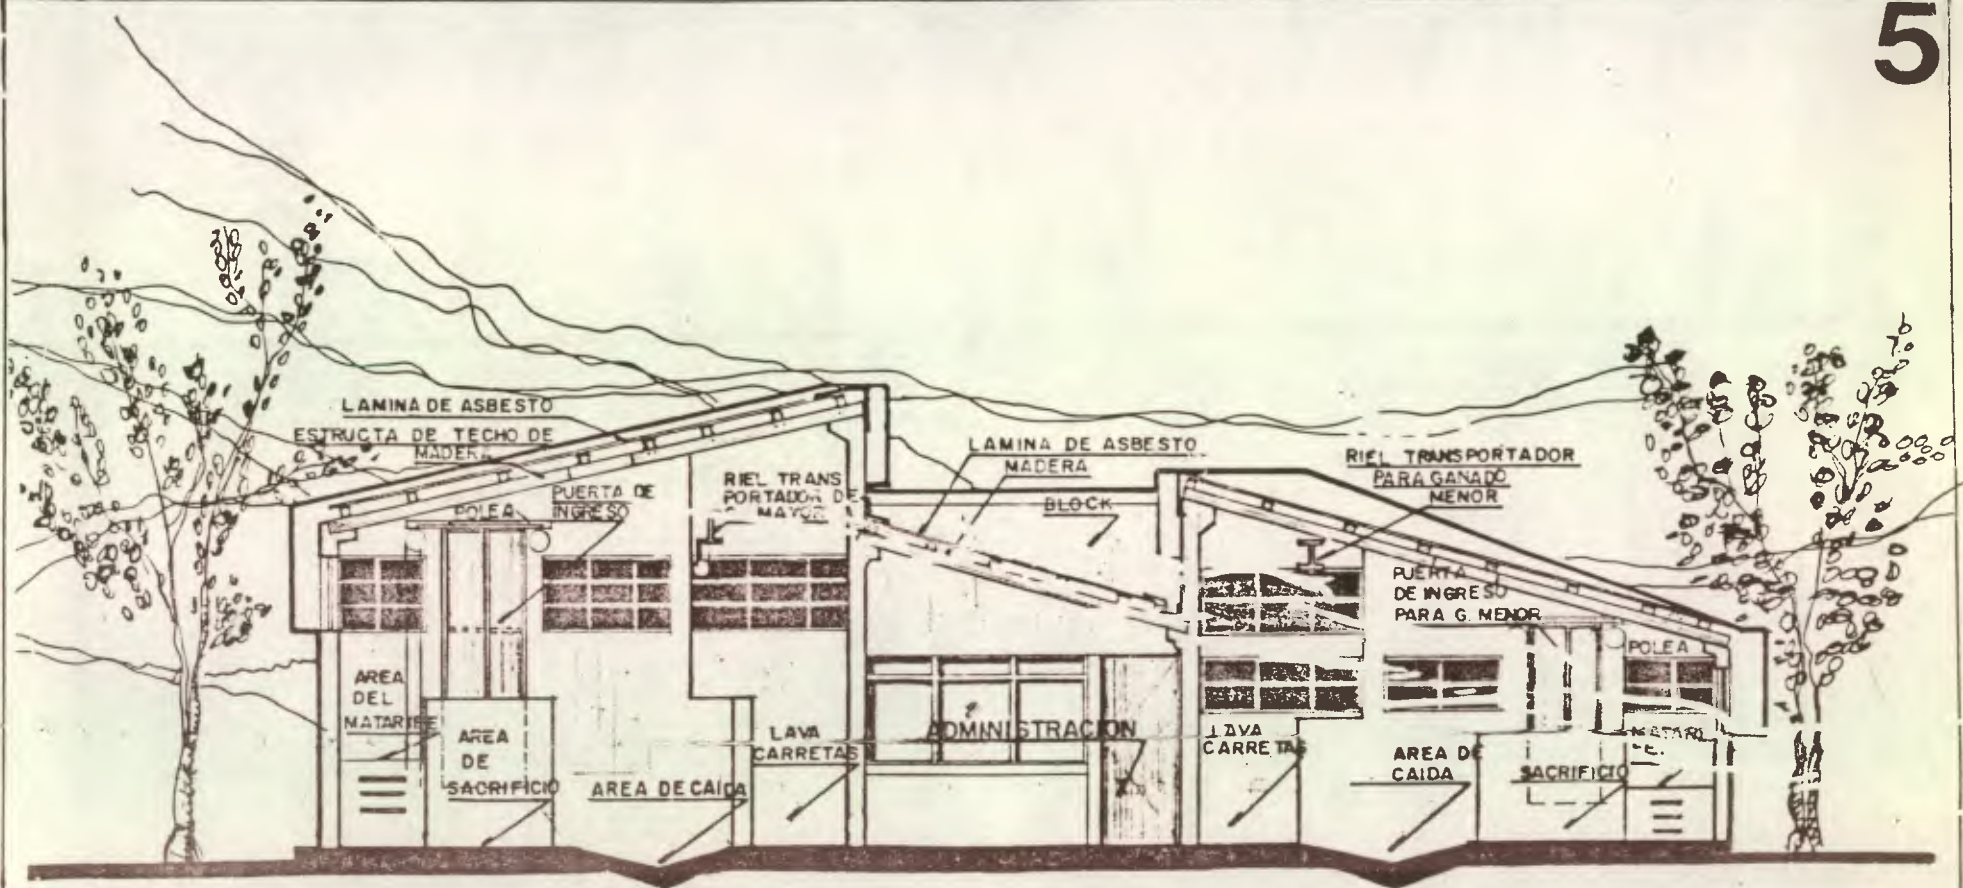 5
LAMINA DE ASBESTO
ESTRUCTA DE TECHO DE
MADERA
POLEA
PUERTA DE
INGRESO
RIEL TRANS
PORTADOR DE
MAYOR
LAMINA DE ASBESTO
MADERA
BLOCK
RIEL TRANSPORTADOR
PARA GANADO
MENOR
PUERTA
DE INGRESO
PARA G. MENOR
POLEA
AREA
DEL
MATARIFE
AREA
DE
SACRIFICIO
AREA DE CAIDA
LAVA
CARRETAS
ADMINISTRACION
LAVA
CARRETAS
AREA DE
CAIDA
SACRIFICIO